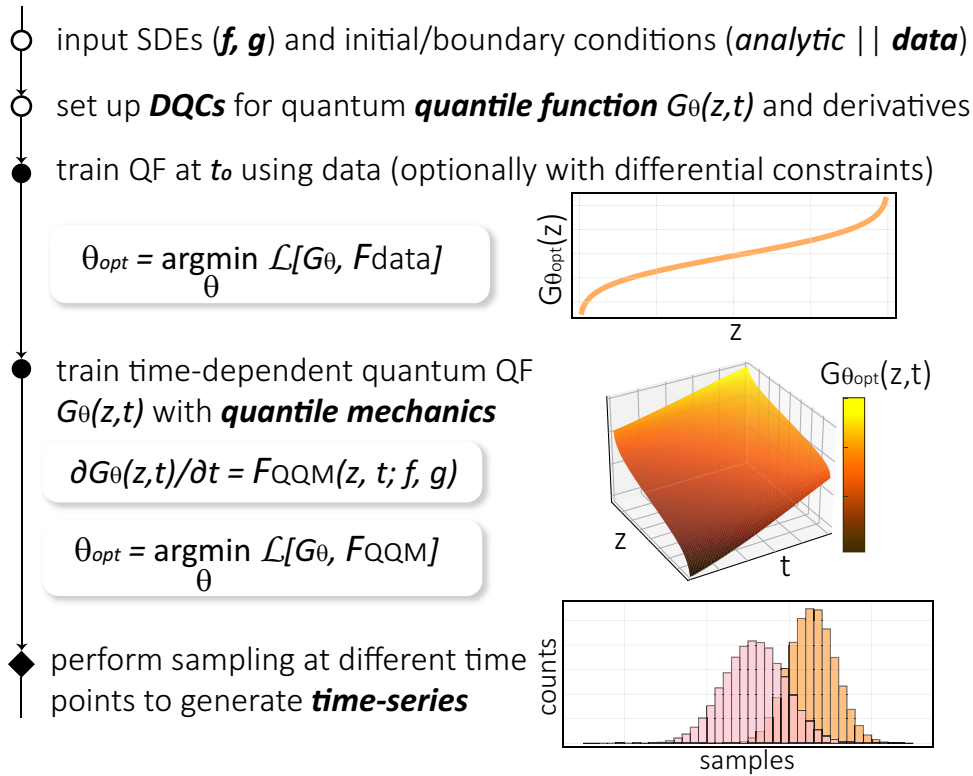 input SDEs (f, g) and initial/boundary conditions (analytic || data)
set up DQCs for quantum quantile function Gθ(z,t) and derivatives
train QF at to using data (optionally with differential constraints)
θopt = argmin ℒ[Gθ, Fdata]
θ
Gθopt(z)
z
train time-dependent quantum QF
Gθ(z,t) with quantile mechanics
∂Gθ(z,t)/∂t = FQQM(z, t; f, g)
θopt = argmin ℒ[Gθ, FQQM]
θ
Gθopt(z,t)
z
t
perform sampling at different time
points to generate time-series
counts
samples